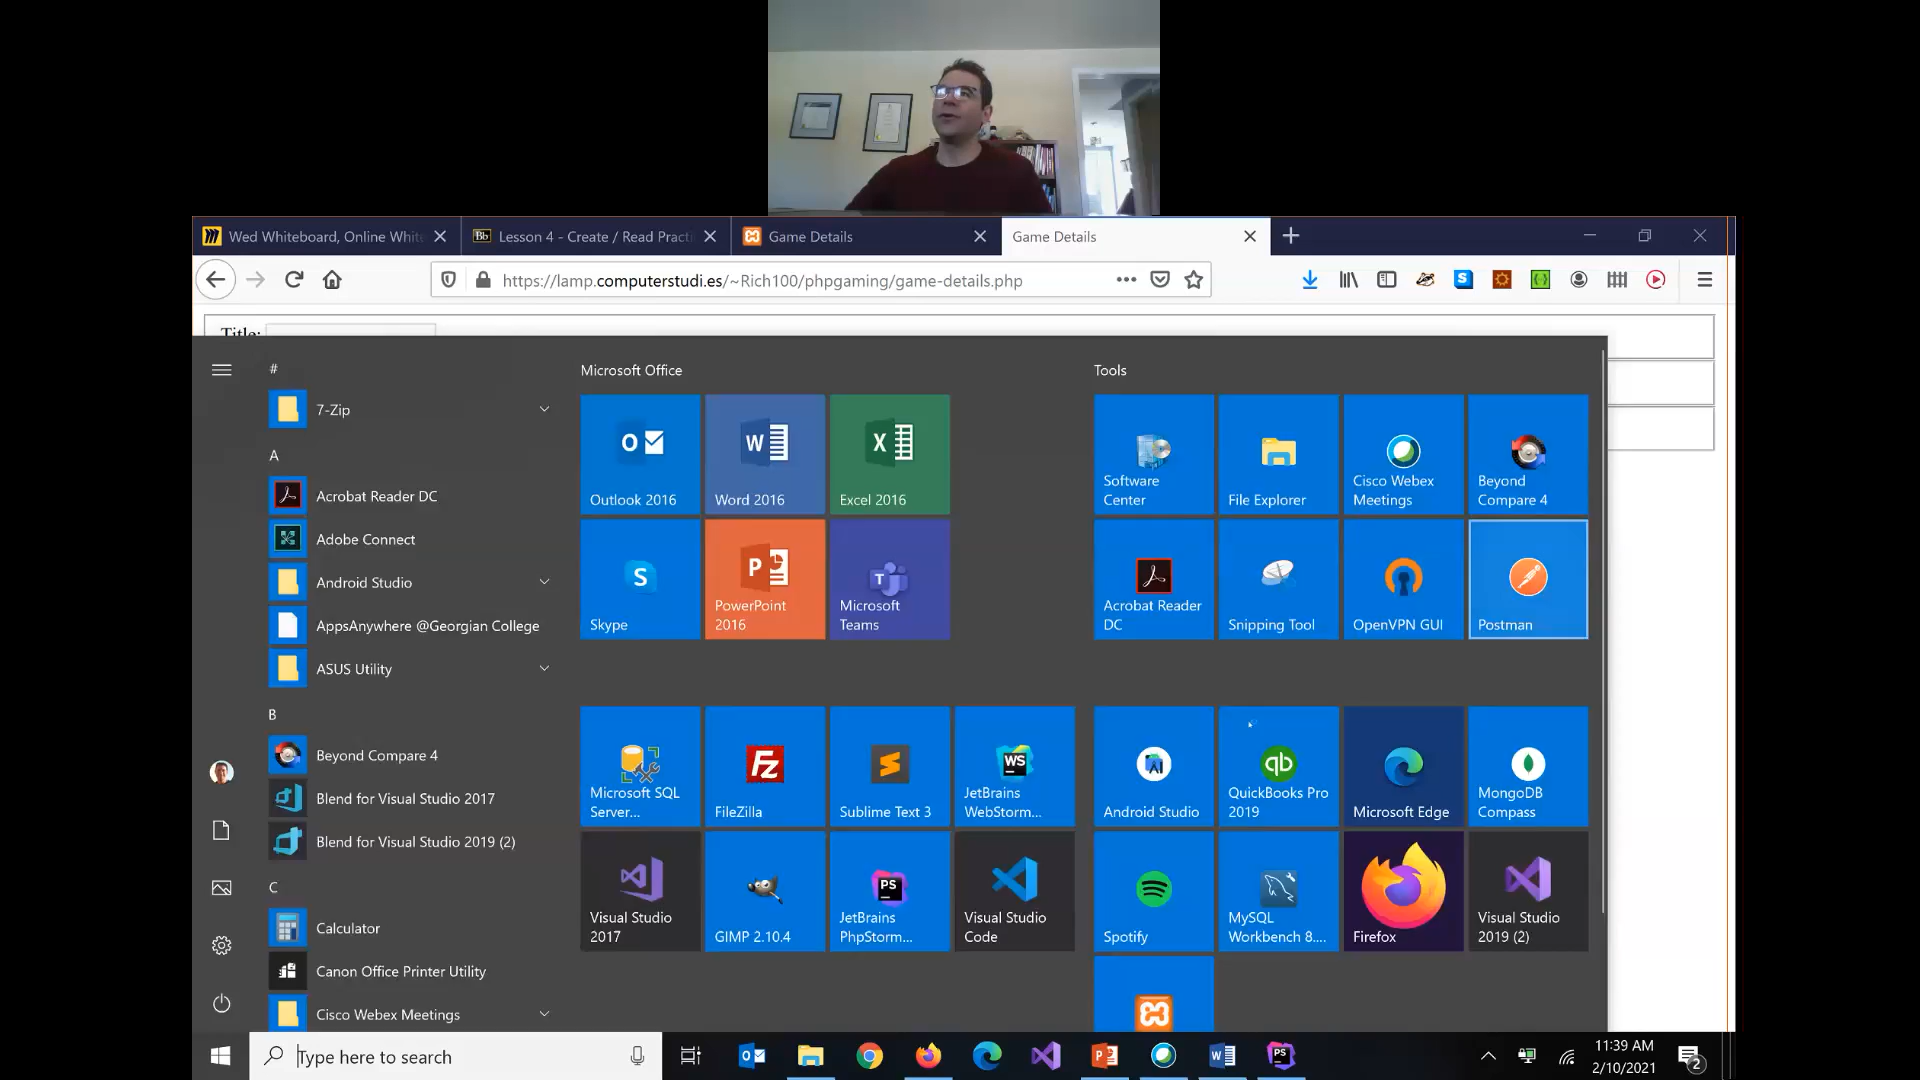 Wed Whiteboard, Online White
Lesson 4 - Create / Read Practi
Game Details
Game Details
https://lamp.computerstudi.es/~Rich100/phpgaming/game-details.php
Title:
#
7-Zip
A
Acrobat Reader DC
Adobe Connect
Android Studio
AppsAnywhere @Georgian College
ASUS Utility
B
Beyond Compare 4
Blend for Visual Studio 2017
Blend for Visual Studio 2019 (2)
C
Calculator
Canon Office Printer Utility
Cisco Webex Meetings
Microsoft Office
Outlook 2016
Word 2016
Excel 2016
Skype
PowerPoint
2016
Microsoft
Teams
Microsoft SQL
Server...
FileZilla
Sublime Text 3
JetBrains
WebStorm...
Visual Studio
2017
GIMP 2.10.4
JetBrains
PhpStorm...
Visual Studio
Code
Tools
Software
Center
File Explorer
Cisco Webex
Meetings
Beyond
Compare 4
Acrobat Reader
DC
Snipping Tool
OpenVPN GUI
Postman
Android Studio
QuickBooks Pro
2019
Microsoft Edge
MongoDB
Compass
Spotify
MySQL
Workbench 8....
Firefox
Visual Studio
2019 (2)
Type here to search
11:39 AM
2/10/2021
2